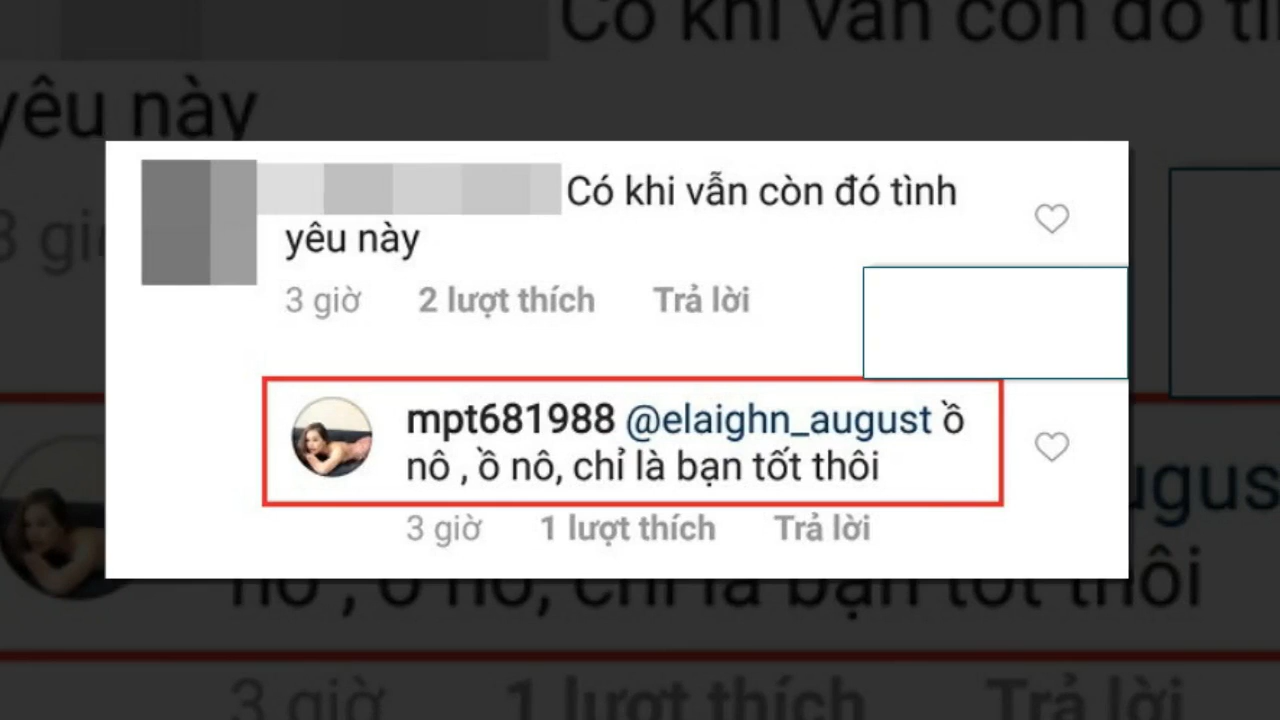 Có khi vẫn còn đó tình
yêu này
Có khi vẫn còn đó tình
yêu này
3 giờ 2 lượt thích Trả lời
mpt681988 @elaighn_august ồ
nô , ồ nô, chỉ là bạn tốt thôi
3 giờ 1 lượt thích Trả lời
nô , ồ nô, chỉ là bạn tốt thôi
3 giờ 1 lượt thích Trả lời